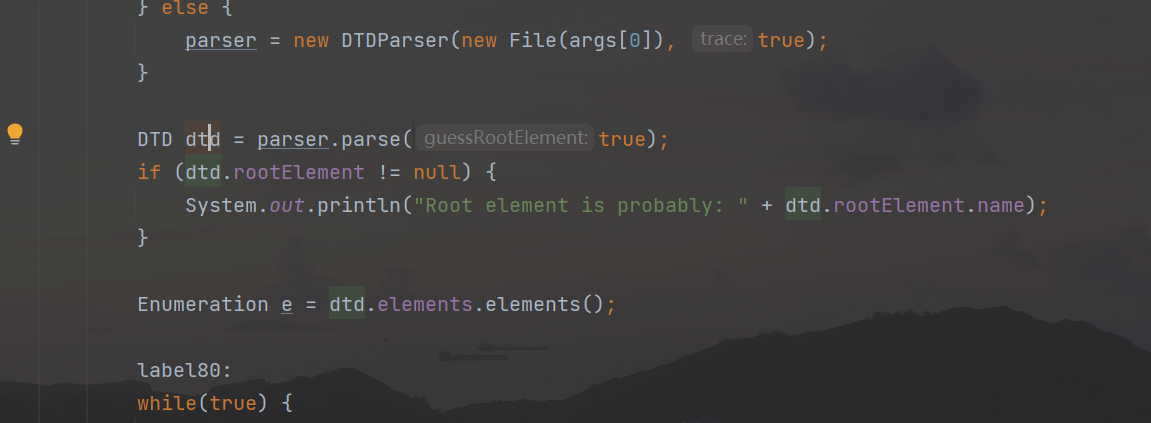 } else {
parser = new DTDParser(new File(args[0]), trace: true);
}
DTD dtd = parser.parse( guessRootElement: true);
if (dtd.rootElement != null) {
System.out.println("Root element is probably: " + dtd.rootElement.name);
}
Enumeration e = dtd.elements.elements();
label80:
while(true) {